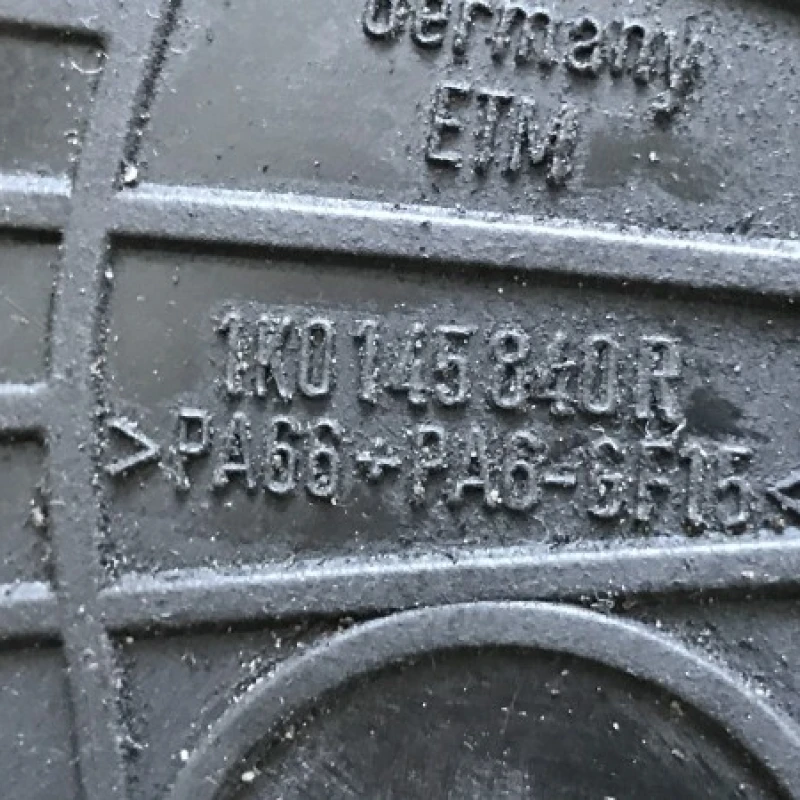 Germany
ETM
1K0 145 840 R
>PA66+PA6-GF15<